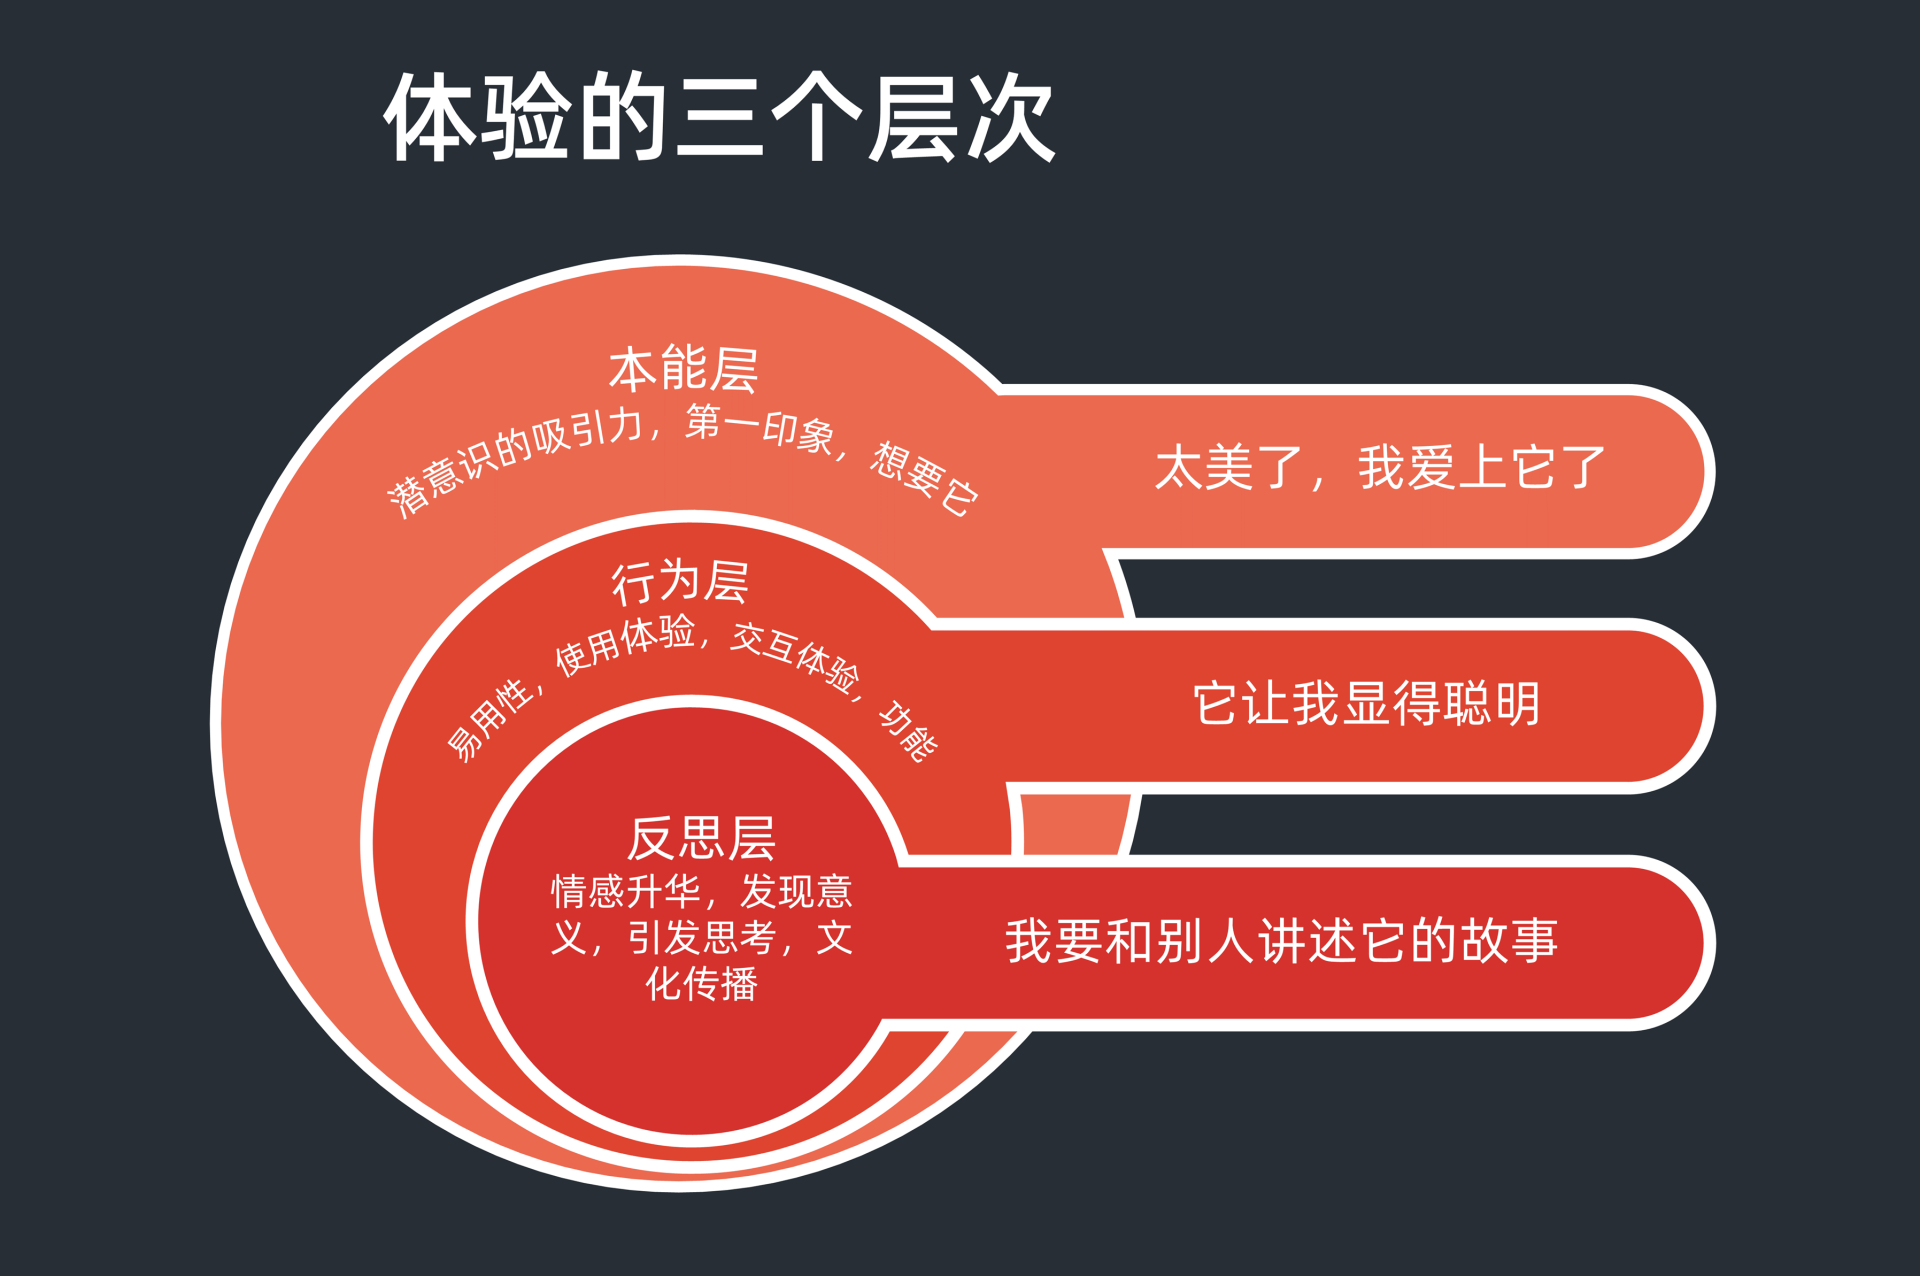 体验的三个层次
本能层
潜意识的吸引力，第一印象，想要它
太美了，我爱上它了
行为层
易用性，使用体验，交互体验，功能
它让我显得聪明
反思层
情感升华，发现意
义，引发思考，文
化传播
我要和别人讲述它的故事